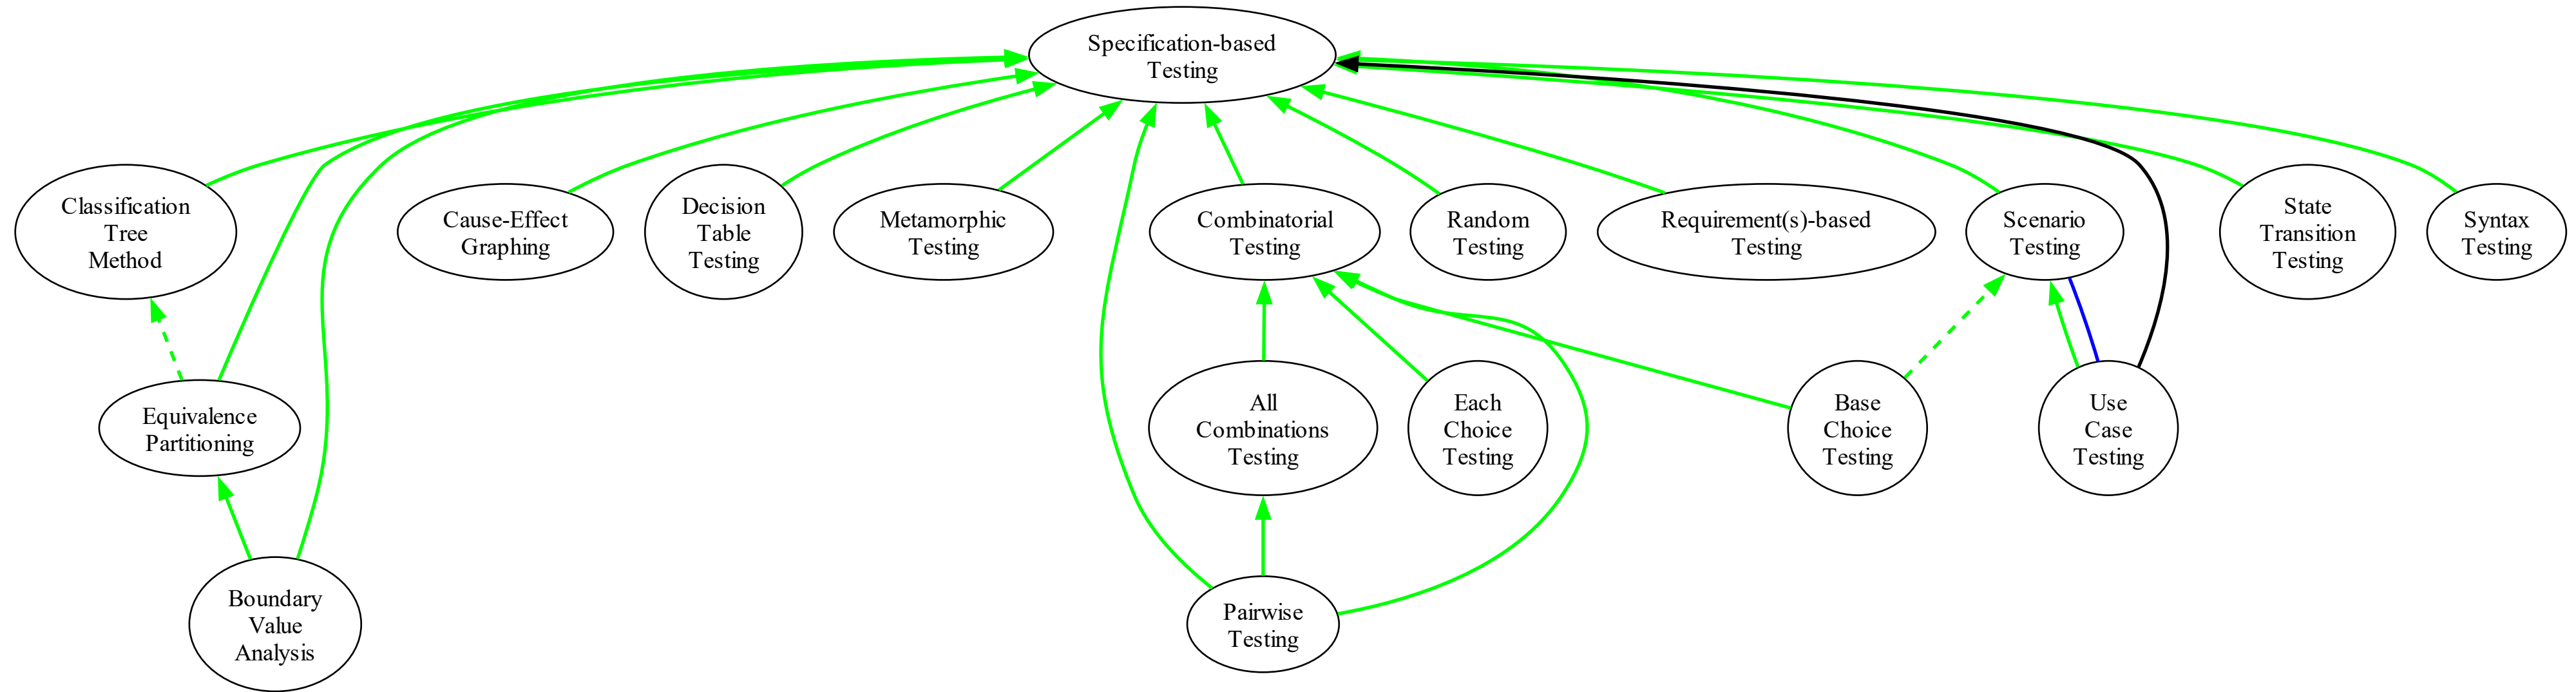 Specification-based
Testing
Classification
Tree
Method
Cause-Effect
Graphing
Decision
Table
Testing
Metamorphic
Testing
Combinatorial
Testing
Random
Testing
Requirement(s)-based
Testing
Scenario
Testing
State
Transition
Testing
Syntax
Testing
Equivalence
Partitioning
All
Combinations
Testing
Each
Choice
Testing
Base
Choice
Testing
Use
Case
Testing
Boundary
Value
Analysis
Pairwise
Testing